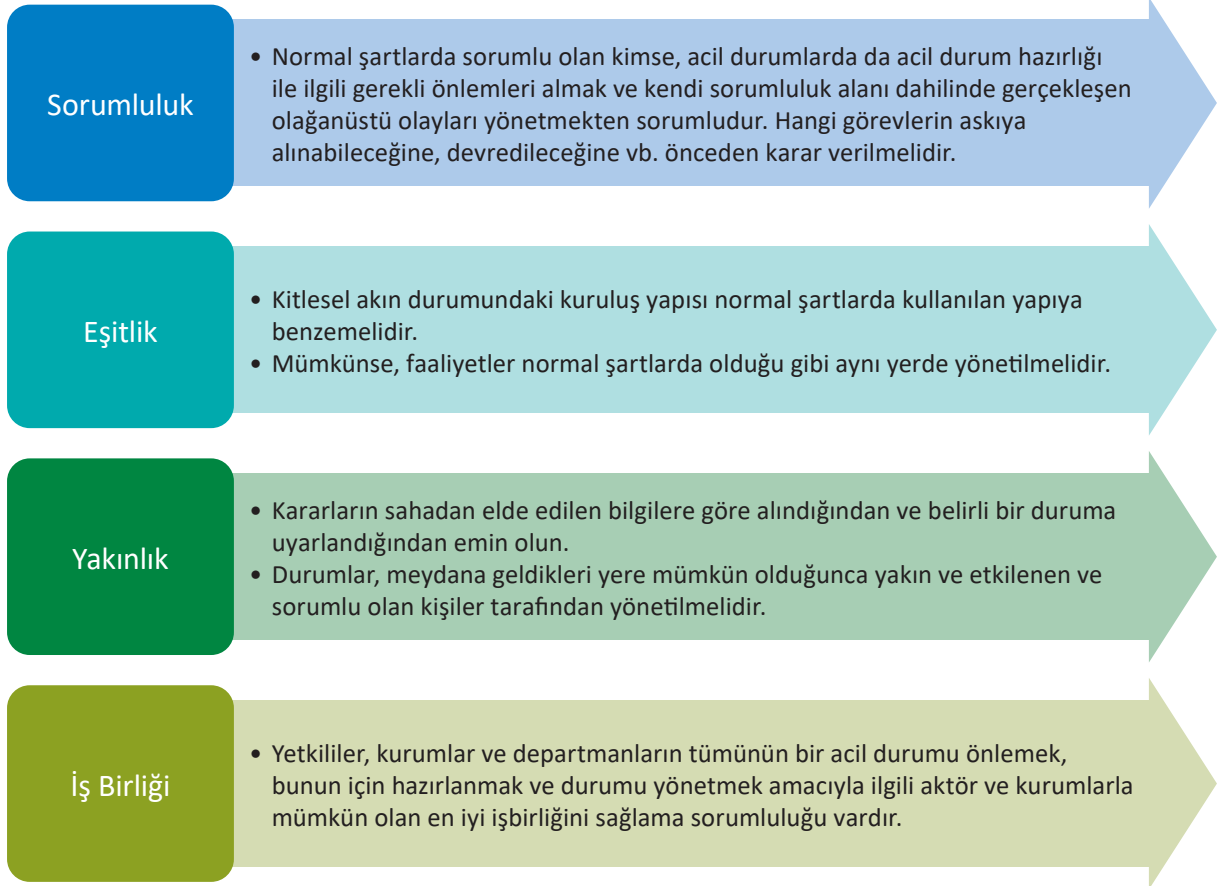 Sorumluluk
• Normal şartlarda sorumlu olan kimse, acil durumlarda da acil durum hazırlığı
ile ilgili gerekli önlemleri almak ve kendi sorumluluk alanı dahilinde gerçekleşen
olağanüstü olayları yönetmekten sorumludur. Hangi görevlerin askıya
alınabileceğine, devredileceğine vb. önceden karar verilmelidir.
Eşitlik
• Kitlesel akın durumundaki kuruluş yapısı normal şartlarda kullanılan yapıya
benzemelidir.
• Mümkünse, faaliyetler normal şartlarda olduğu gibi aynı yerde yönetilmelidir.
Yakınlık
• Kararların sahadan elde edilen bilgilere göre alındığından ve belirli bir duruma
uyarlandığından emin olun.
• Durumlar, meydana geldikleri yere mümkün olduğunca yakın ve etkilenen ve
sorumlu olan kişiler tarafından yönetilmelidir.
İş Birliği
• Yetkililer, kurumlar ve departmanların tümünün bir acil durumu önlemek,
bunun için hazırlanmak ve durumu yönetmek amacıyla ilgili aktör ve kurumlarla
mümkün olan en iyi işbirliğini sağlama sorumluluğu vardır.